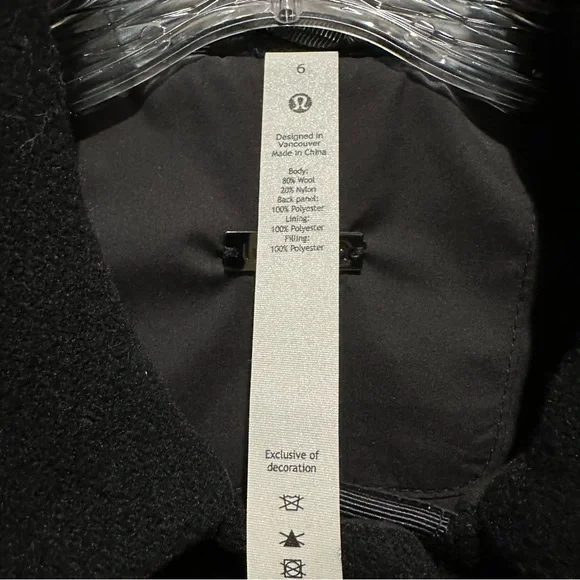 6
Designed in
Vancouver
Made in China
Body:
80% Wool
20% Nylon
Back panel:
100% Polyester
Lining:
100% Polyester
Filling:
100% Polyester
Exclusive of
decoration